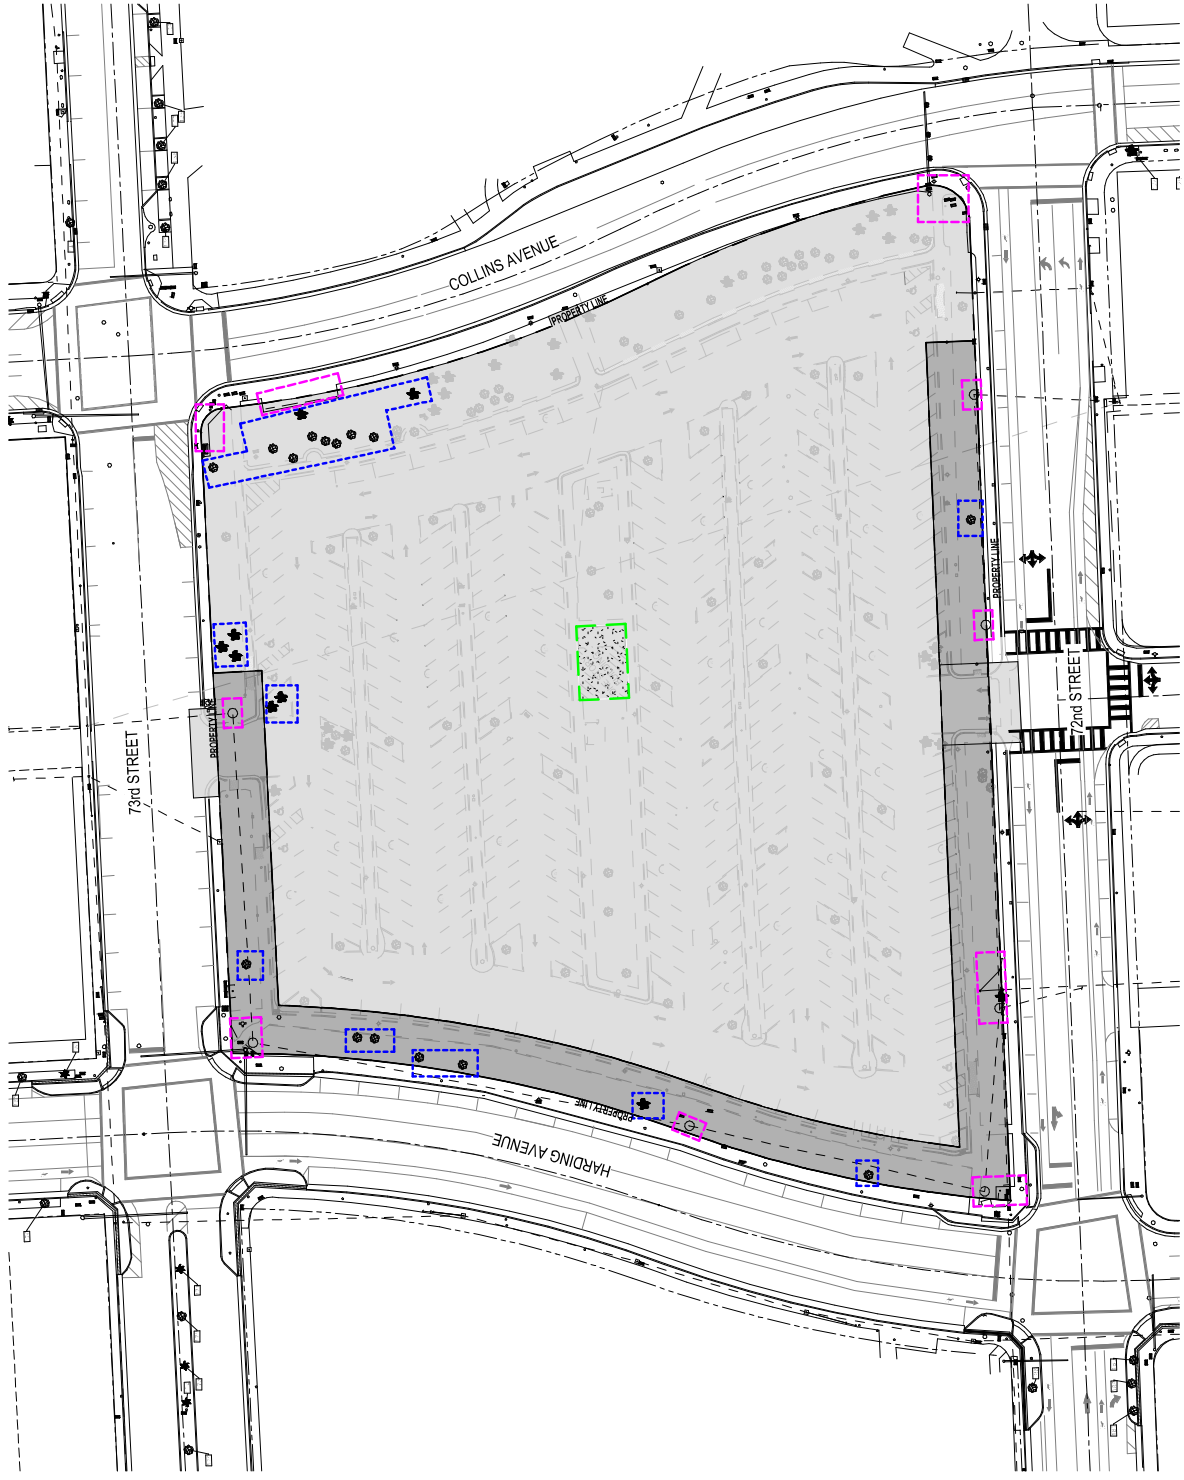 COLLINS AVENUE
PROPERTY LINE
PROPERTY LINE
72nd STREET
PROPERTY LINE
73rd STREET
PROPERTY LINE
HARDING AVENUE